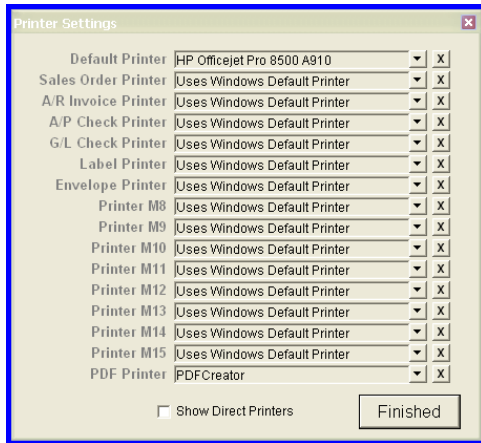 Printer Settings
Default Printer HP Officejet Pro 8500 A910 X
Sales Order Printer Uses Windows Default Printer X
A/R Invoice Printer Uses Windows Default Printer X
A/P Check Printer Uses Windows Default Printer X
G/L Check Printer Uses Windows Default Printer X
Label Printer Uses Windows Default Printer X
Envelope Printer Uses Windows Default Printer X
Printer M8 Uses Windows Default Printer X
Printer M9 Uses Windows Default Printer X
Printer M10 Uses Windows Default Printer X
Printer M11 Uses Windows Default Printer X
Printer M12 Uses Windows Default Printer X
Printer M13 Uses Windows Default Printer X
Printer M14 Uses Windows Default Printer X
Printer M15 Uses Windows Default Printer X
PDF Printer PDFCreator X
Show Direct Printers Finished